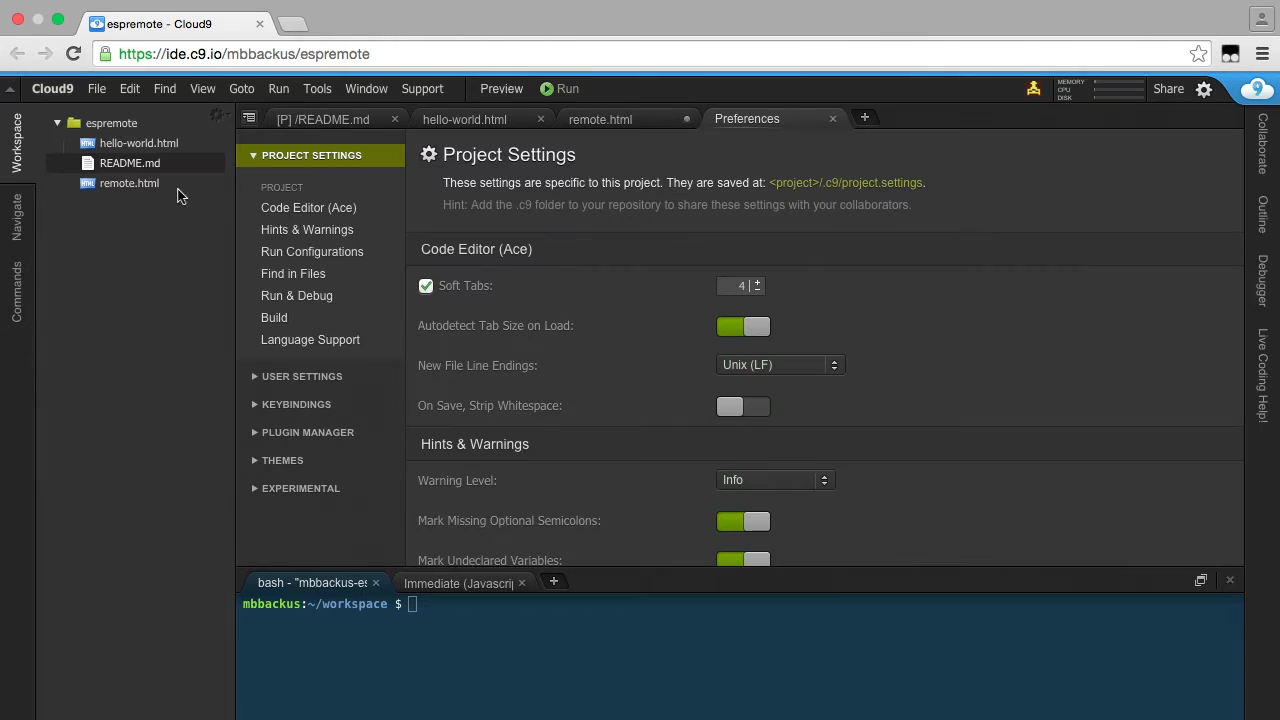 espremote - Cloud9
https://ide.c9.io/mbbackus/espremote
Cloud9 File Edit Find View Goto Run Tools Window Support Preview Run MEMORY CPU DISK Share
Workspace
Navigate
Commands
espremote
hello-world.html
README.md
remote.html
[P] /README.md hello-world.html remote.html Preferences
PROJECT SETTINGS
PROJECT
Code Editor (Ace)
Hints & Warnings
Run Configurations
Find in Files
Run & Debug
Build
Language Support
USER SETTINGS
KEYBINDINGS
PLUGIN MANAGER
THEMES
EXPERIMENTAL
Project Settings
These settings are specific to this project. They are saved at: <project>/.c9/project.settings.
Hint: Add the .c9 folder to your repository to share these settings with your collaborators.
Code Editor (Ace)
Soft Tabs: 4
Autodetect Tab Size on Load:
New File Line Endings: Unix (LF)
On Save, Strip Whitespace:
Hints & Warnings
Warning Level: Info
Mark Missing Optional Semicolons:
Mark Undeclared Variables:
bash - "mbbackus-es Immediate (Javascrip
mbbackus:~/workspace $
Collaborate
Outline
Debugger
Live Coding Help!